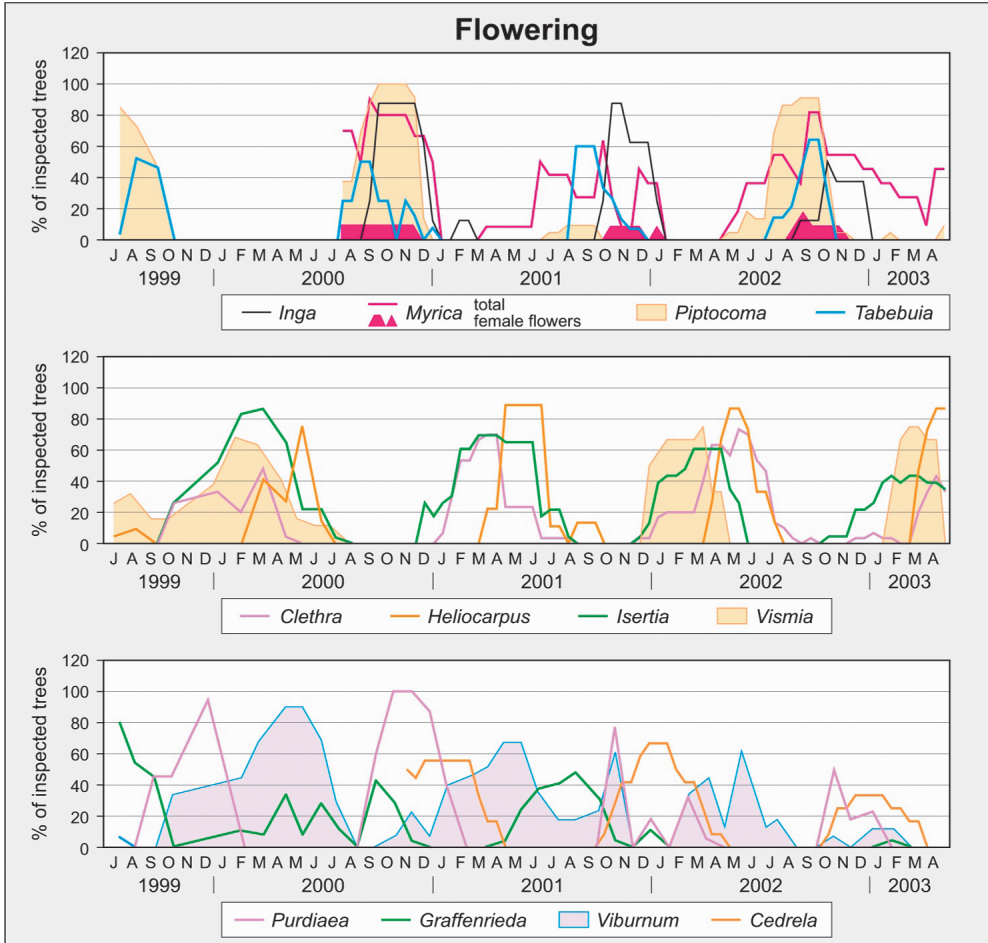 Flowering
% of inspected trees
120
100
80
60
40
20
0
J A S O N D J F M A M J J A S O N D J F M A M J J A S O N D J F M A M J J A S O N D J F M A
1999 2000 2001 2002 2003
Inga Myrica total female flowers Piptocoma Tabebuia
% of inspected trees
120
100
80
60
40
20
0
J A S O N D J F M A M J J A S O N D J F M A M J J A S O N D J F M A M J J A S O N D J F M A
1999 2000 2001 2002 2003
Clethra Heliocarpus Isertia Vismia
% of inspected trees
120
100
80
60
40
20
0
J A S O N D J F M A M J J A S O N D J F M A M J J A S O N D J F M A M J J A S O N D J F M A
1999 2000 2001 2002 2003
Purdiaea Graffenrieda Viburnum Cedrela